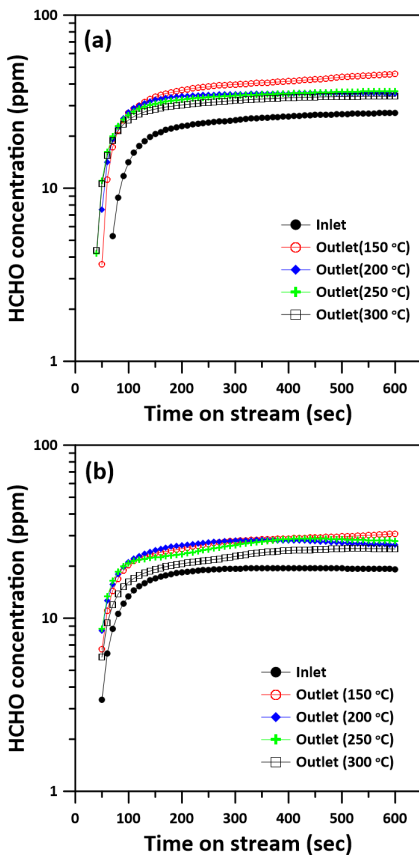 (a)
HCHO concentration (ppm)
100
10
1
Inlet
Outlet(150 °C)
Outlet(200 °C)
Outlet(250 °C)
Outlet(300 °C)
0 100 200 300 400 500 600
Time on stream (sec)
(b)
HCHO concentration (ppm)
100
10
1
Inlet
Outlet (150 °C)
Outlet (200 °C)
Outlet (250 °C)
Outlet (300 °C)
0 100 200 300 400 500 600
Time on stream (sec)